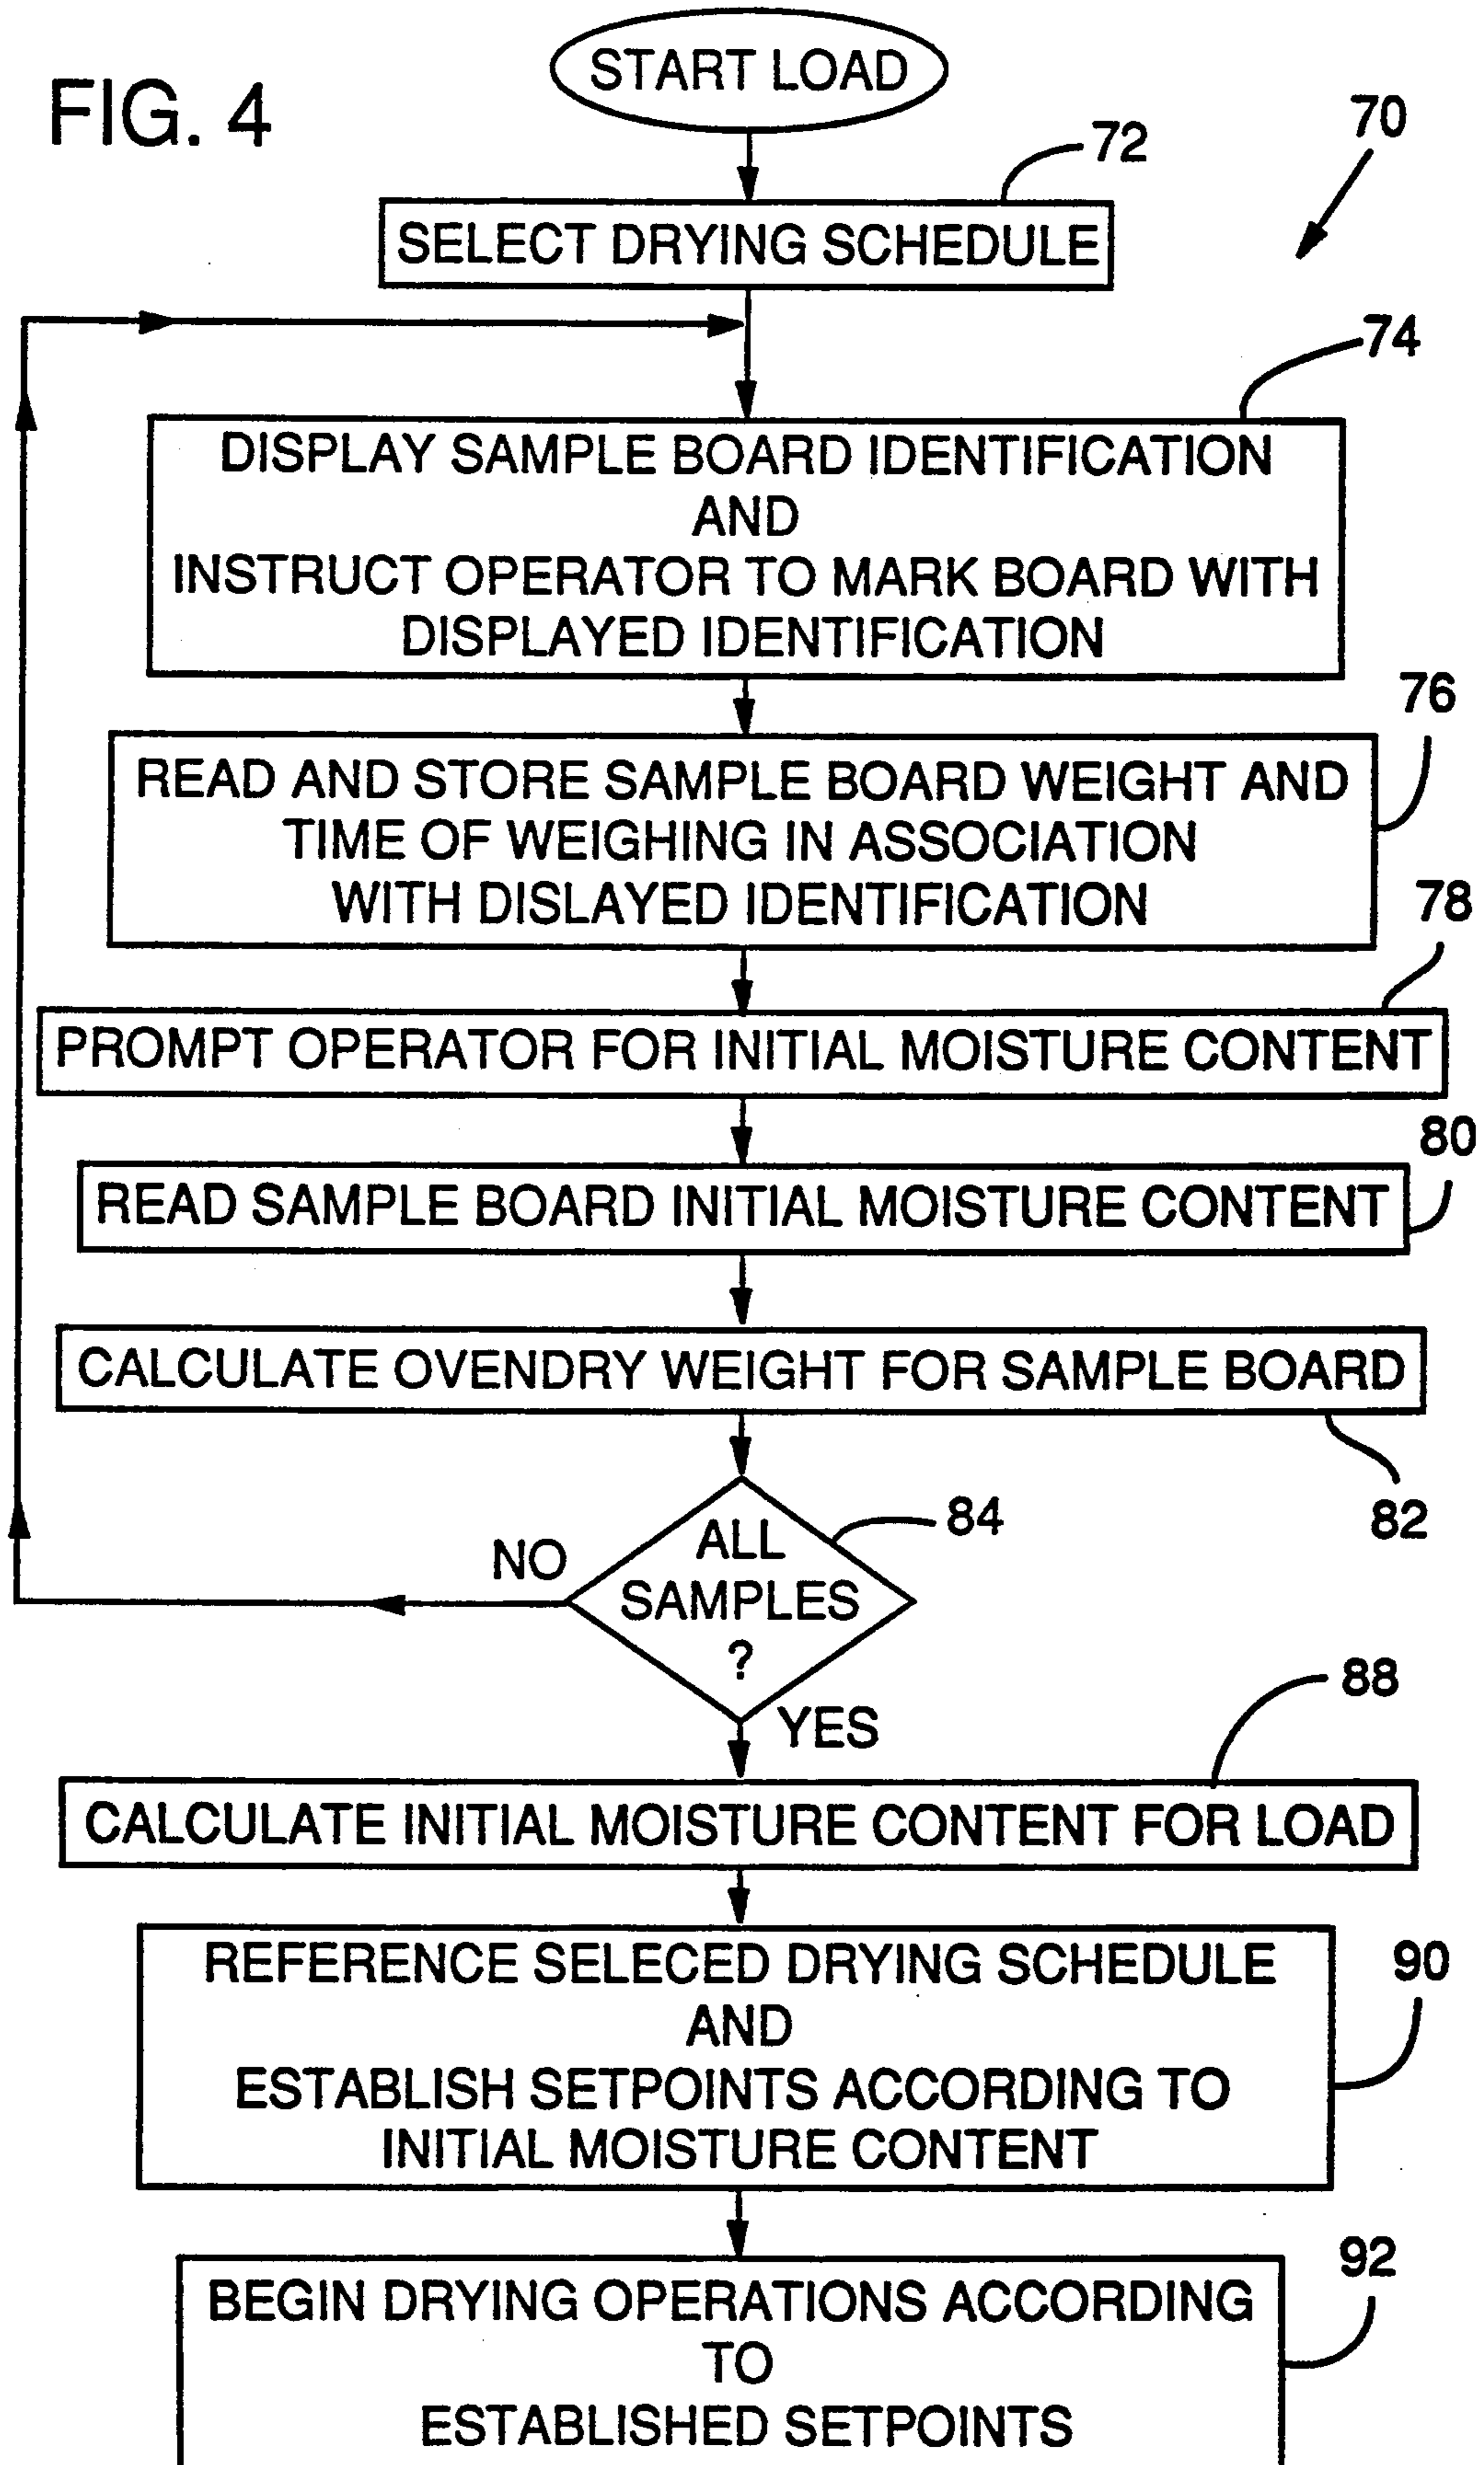 FIG. 4
START LOAD
70
72
SELECT DRYING SCHEDULE
74
DISPLAY SAMPLE BOARD IDENTIFICATION
AND
INSTRUCT OPERATOR TO MARK BOARD WITH
DISPLAYED IDENTIFICATION
76
READ AND STORE SAMPLE BOARD WEIGHT AND
TIME OF WEIGHING IN ASSOCIATION
WITH DISLAYED IDENTIFICATION
78
PROMPT OPERATOR FOR INITIAL MOISTURE CONTENT
80
READ SAMPLE BOARD INITIAL MOISTURE CONTENT
CALCULATE OVENDRY WEIGHT FOR SAMPLE BOARD
82
84
NO
ALL
SAMPLES
?
YES
88
CALCULATE INITIAL MOISTURE CONTENT FOR LOAD
90
REFERENCE SELECED DRYING SCHEDULE
AND
ESTABLISH SETPOINTS ACCORDING TO
INITIAL MOISTURE CONTENT
92
BEGIN DRYING OPERATIONS ACCORDING
TO
ESTABLISHED SETPOINTS